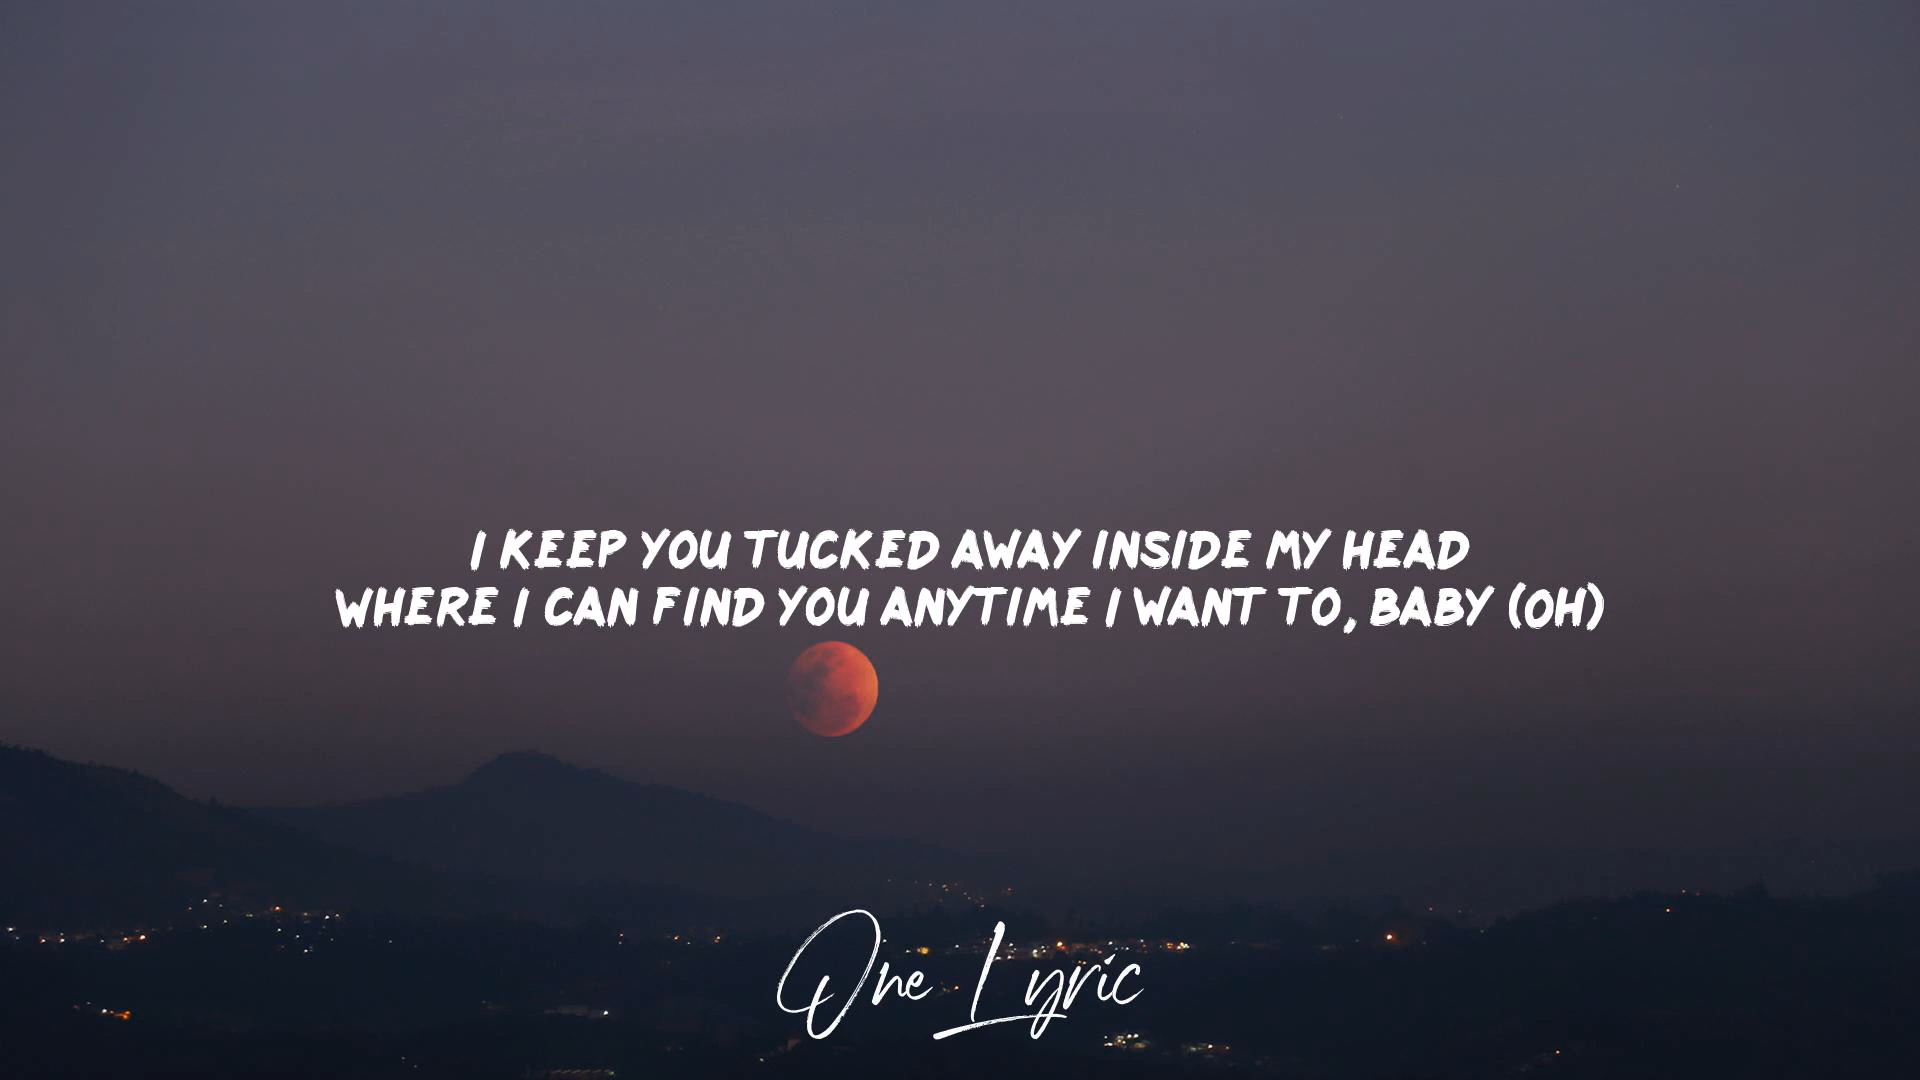 I KEEP YOU TUCKED AWAY INSIDE MY HEAD
WHERE I CAN FIND YOU ANYTIME I WANT TO, BABY (OH)
One Lyric